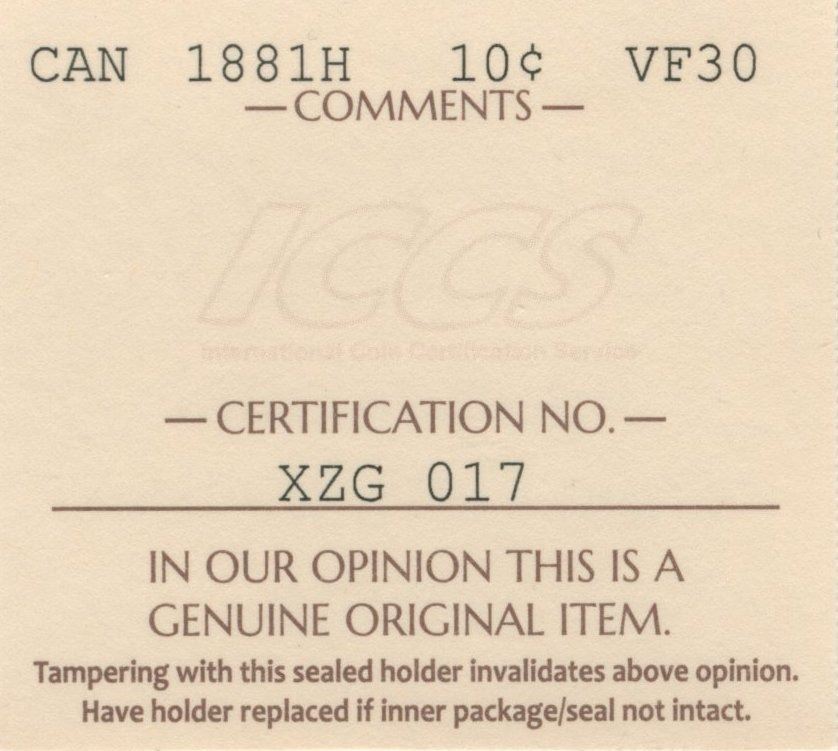 CAN 1881H 10¢ VF30
—COMMENTS—
ICCS
International Coin Certification Service
—CERTIFICATION NO.—
XZG 017
IN OUR OPINION THIS IS A
GENUINE ORIGINAL ITEM.
Tampering with this sealed holder invalidates above opinion.
Have holder replaced if inner package/seal not intact.